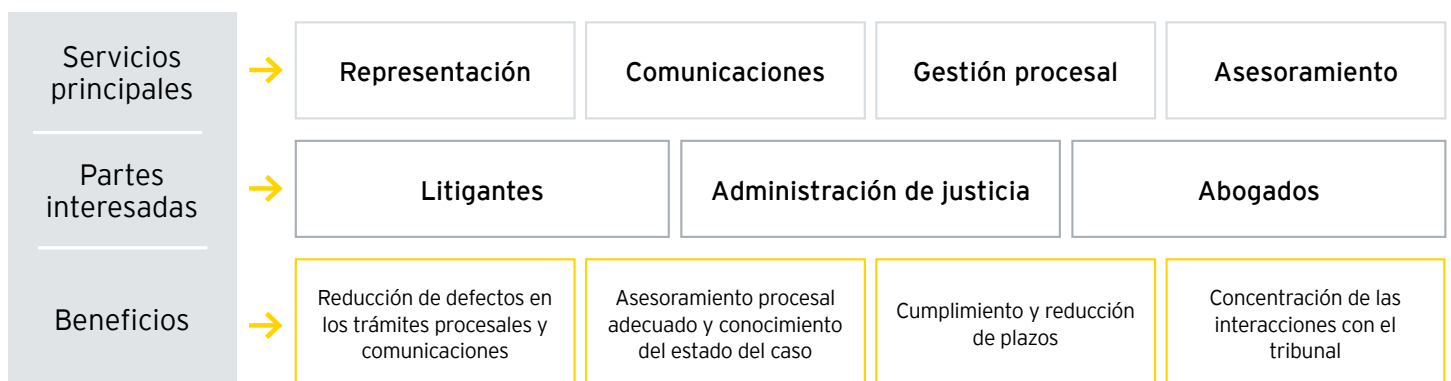 Servicios
principales
Representación
Comunicaciones
Gestión procesal
Asesoramiento
Partes
interesadas
Litigantes
Administración de justicia
Abogados
Beneficios
Reducción de defectos en
los trámites procesales y
comunicaciones
Asesoramiento procesal
adecuado y conocimiento
del estado del caso
Cumplimiento y reducción
de plazos
Concentración de las
interacciones con el
tribunal